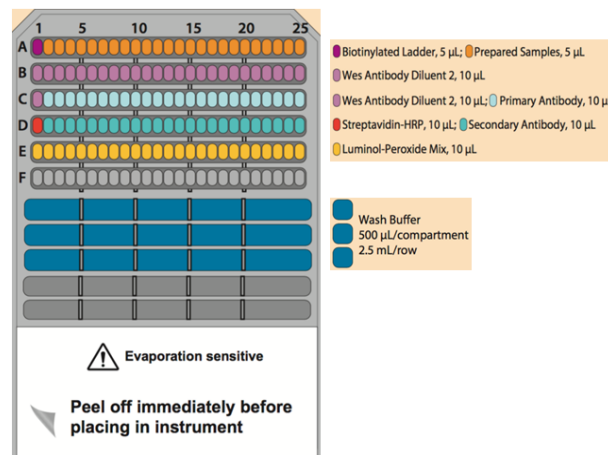 1 5 10 15 20 25
A
B
C
D
E
F
Biotinylated Ladder, 5 µL; Prepared Samples, 5 µL
Wes Antibody Diluent 2, 10 µL
Wes Antibody Diluent 2, 10 µL; Primary Antibody, 10 µ
Streptavidin-HRP, 10 µL; Secondary Antibody, 10 µL
Luminol-Peroxide Mix, 10 µL
Wash Buffer
500 µL/compartment
2.5 mL/row
Evaporation sensitive
Peel off immediately before
placing in instrument